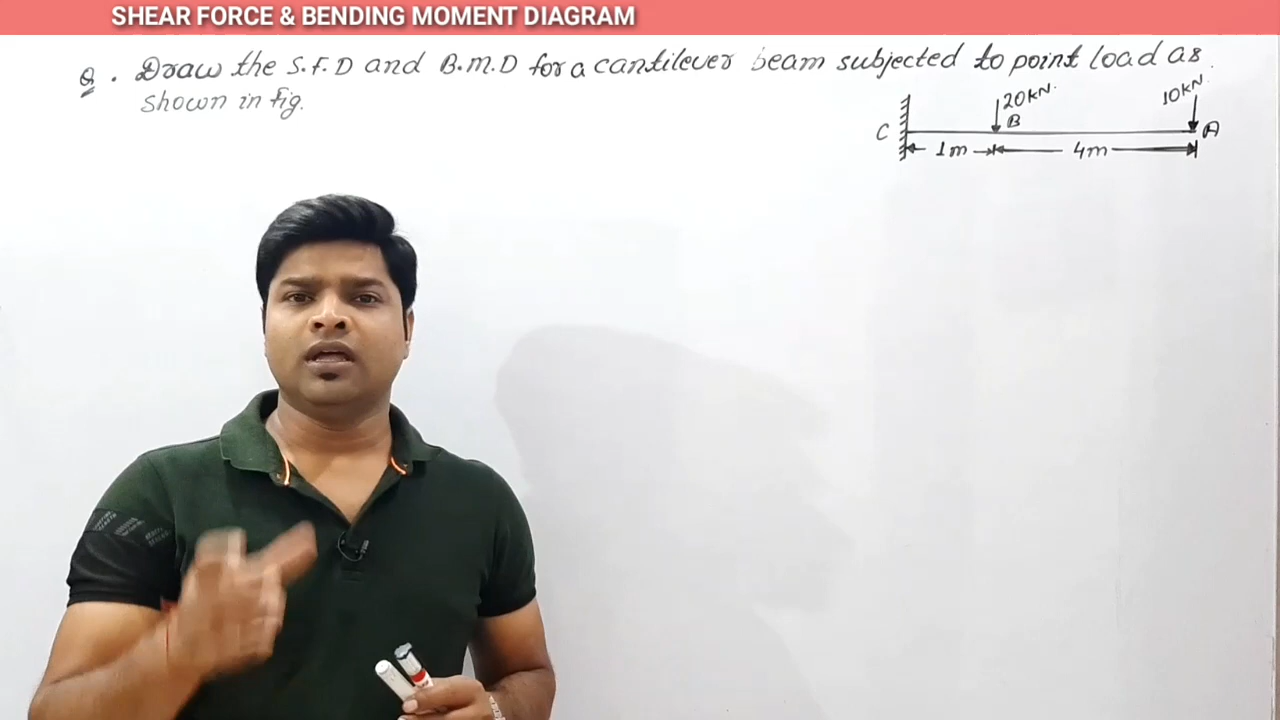 SHEAR FORCE & BENDING MOMENT DIAGRAM
Q. Draw the S.F.D and B.M.D for a cantilever beam subjected to point load as
shown in fig.
20KN.
10KN.
C
B
A
1m
4m